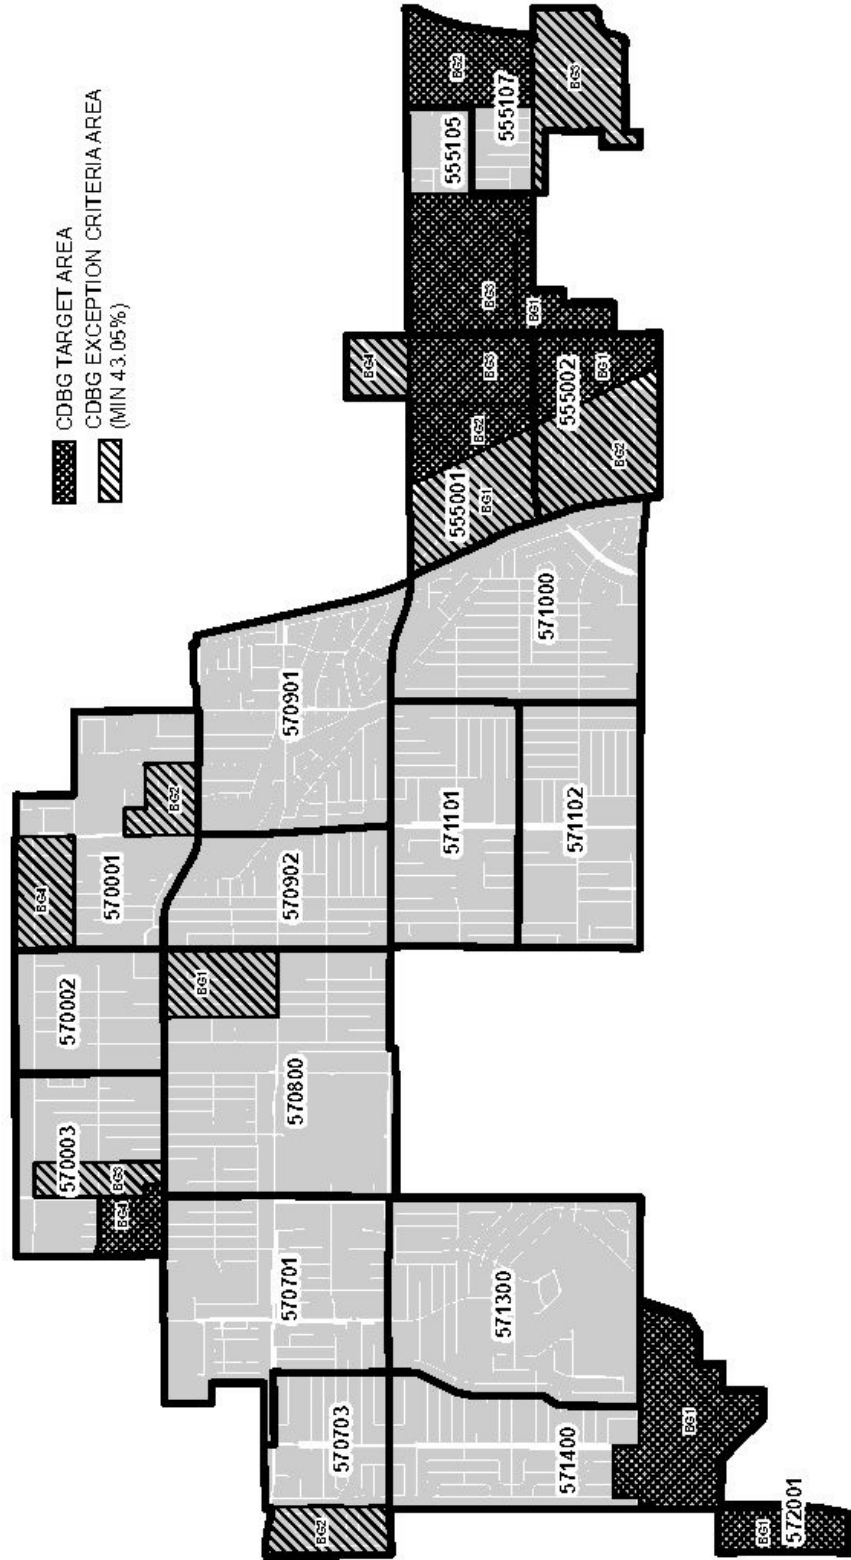 CDBG TARGET AREA
CDBG EXCEPTION CRITERIA AREA
(MIN 43.05%)
570003
570002
BG4
BG4
BG3
570001
BG2
BG1
BG2
570701
570800
570902
570901
570703
BG4
571300
571101
555001
BG1
BG2
BG3
BG3
555105
BG2
555107
571400
571102
571000
555002
BG2
BG1
BG1
BG3
BG1
BG1
572001